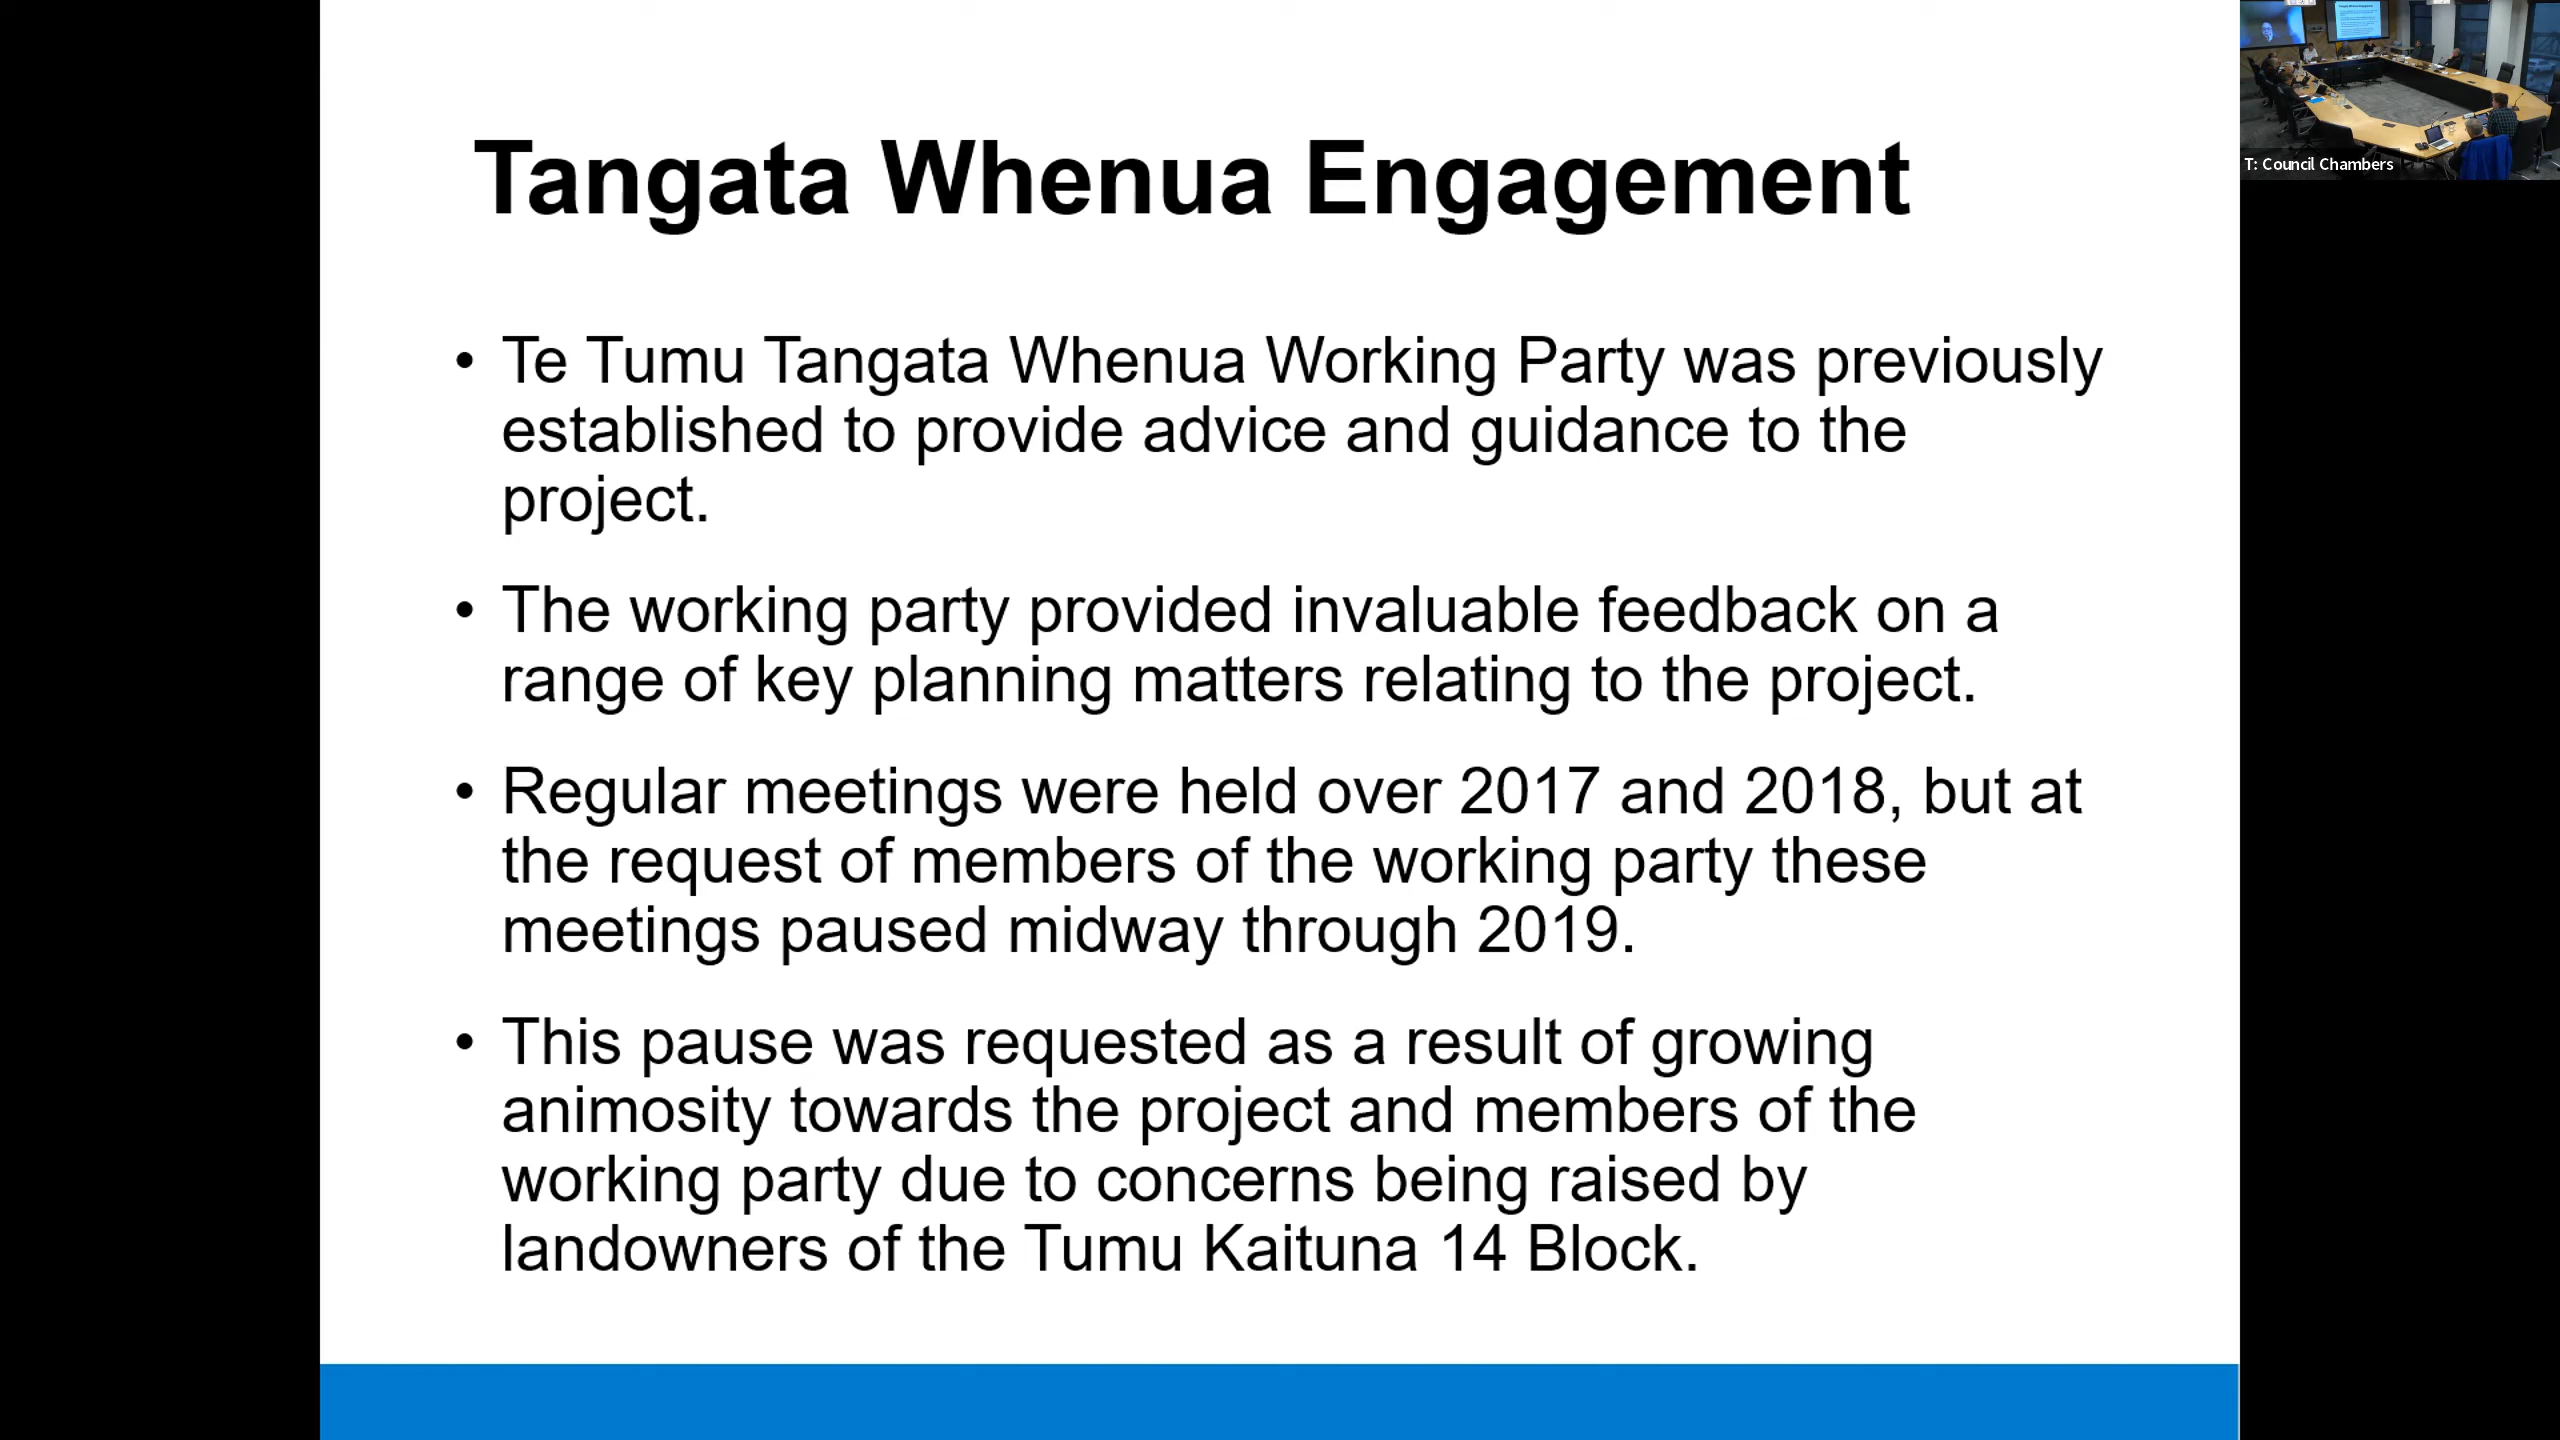 Tangata Whenua Engagement
• Te Tumu Tangata Whenua Working Party was previously
established to provide advice and guidance to the
project.
• The working party provided invaluable feedback on a
range of key planning matters relating to the project.
• Regular meetings were held over 2017 and 2018, but at
the request of members of the working party these
meetings paused midway through 2019.
• This pause was requested as a result of growing
animosity towards the project and members of the
working party due to concerns being raised by
landowners of the Tumu Kaituna 14 Block.
T: Council Chambers